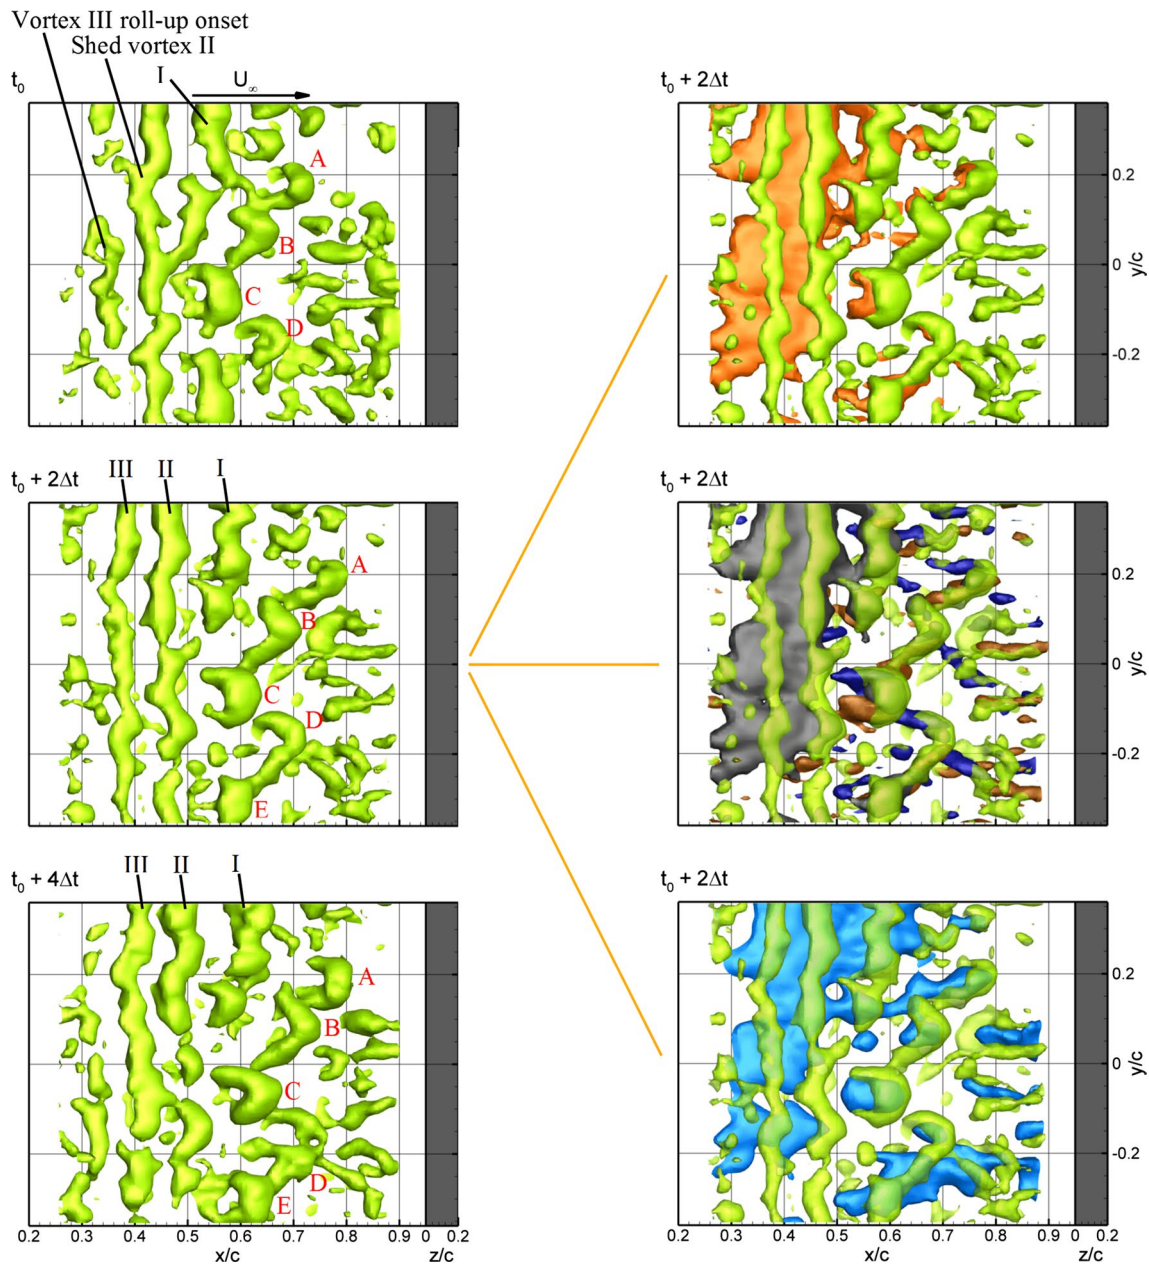 Vortex III roll-up onset
Shed vortex II
I
U∞
t0
A
B
C
D
t0 + 2Δt
0.2
0
-0.2
y/c
t0 + 2Δt
III
II
I
A
B
C
D
E
t0 + 2Δt
0.2
0
-0.2
y/c
t0 + 4Δt
III
II
I
A
B
C
D
E
0.2 0.3 0.4 0.5 0.6 0.7 0.8 0.9 0 0.2
x/c z/c
t0 + 2Δt
0.2
0
-0.2
y/c
0.2 0.3 0.4 0.5 0.6 0.7 0.8 0.9 0 0.2
x/c z/c